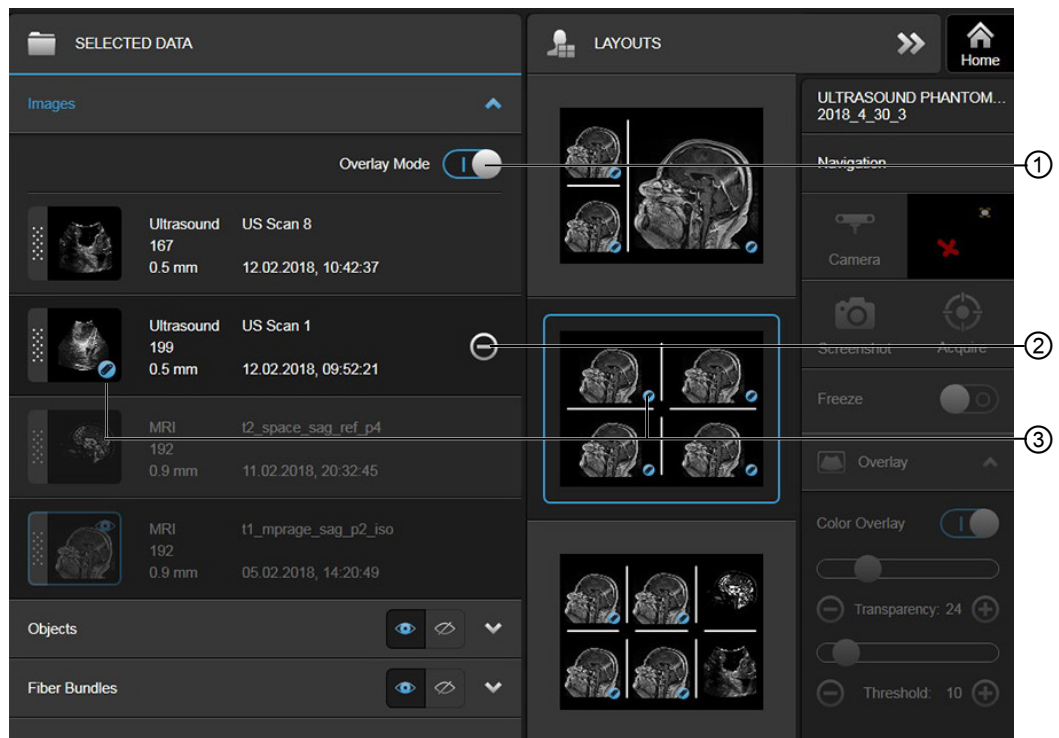 SELECTED DATA
LAYOUTS
Home
Images
ULTRASOUND PHANTOM...
2018_4_30_3
Overlay Mode
Navigation
1
Ultrasound US Scan 8
167
0.5 mm 12.02.2018, 10:42:37
Camera
Ultrasound US Scan 1
199
0.5 mm 12.02.2018, 09:52:21
2
Screenshot Acquire
Freeze
MRI t2_space_sag_ref_p4
192
0.9 mm 11.02.2018, 20:32:45
3
Overlay
MRI t1_mprage_sag_p2_iso
192
0.9 mm 05.02.2018, 14:20:49
Color Overlay
Transparency: 24
Objects
Fiber Bundles
Threshold: 10